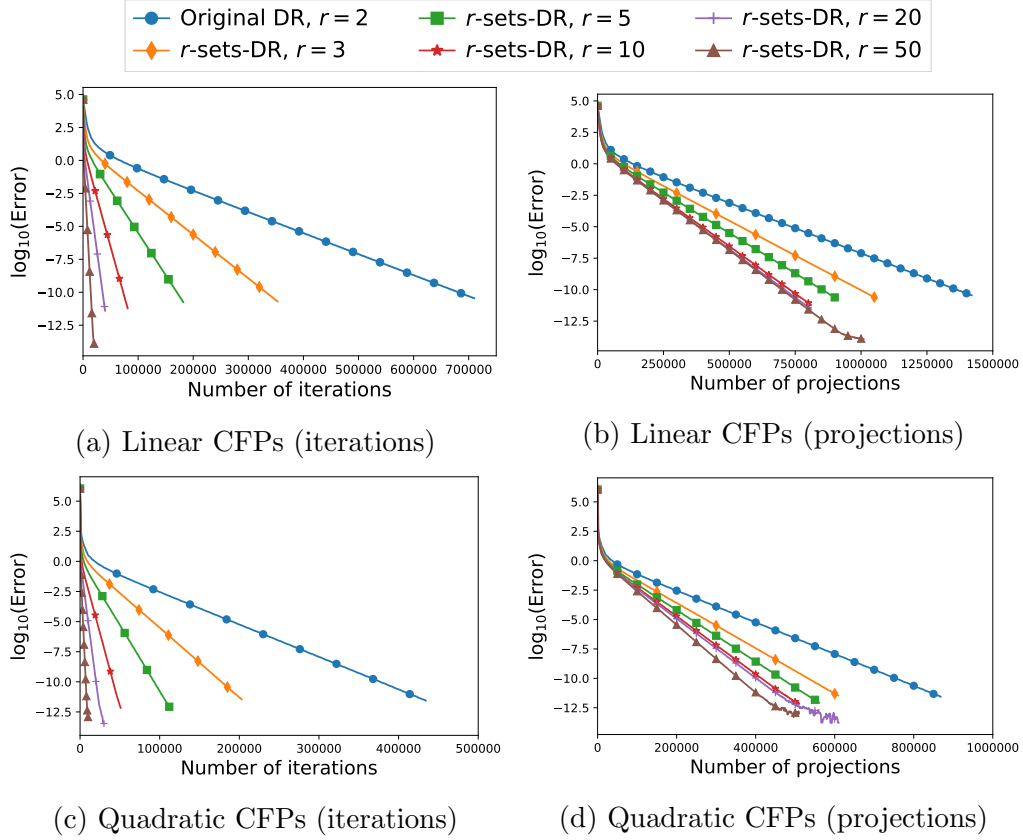 Original DR, r = 2
r-sets-DR, r = 5
r-sets-DR, r = 20
r-sets-DR, r = 3
r-sets-DR, r = 10
r-sets-DR, r = 50
5.0
2.5
0.0
−2.5
−5.0
−7.5
−10.0
−12.5
log₁₀(Error)
0 100000 200000 300000 400000 500000 600000 700000
Number of iterations
(a) Linear CFPs (iterations)
5.0
2.5
0.0
−2.5
−5.0
−7.5
−10.0
−12.5
log₁₀(Error)
0 250000 500000 750000 1000000 1250000 1500000
Number of projections
(b) Linear CFPs (projections)
5.0
2.5
0.0
−2.5
−5.0
−7.5
−10.0
−12.5
log₁₀(Error)
0 100000 200000 300000 400000 500000
Number of iterations
(c) Quadratic CFPs (iterations)
5.0
2.5
0.0
−2.5
−5.0
−7.5
−10.0
−12.5
log₁₀(Error)
0 200000 400000 600000 800000 1000000
Number of projections
(d) Quadratic CFPs (projections)